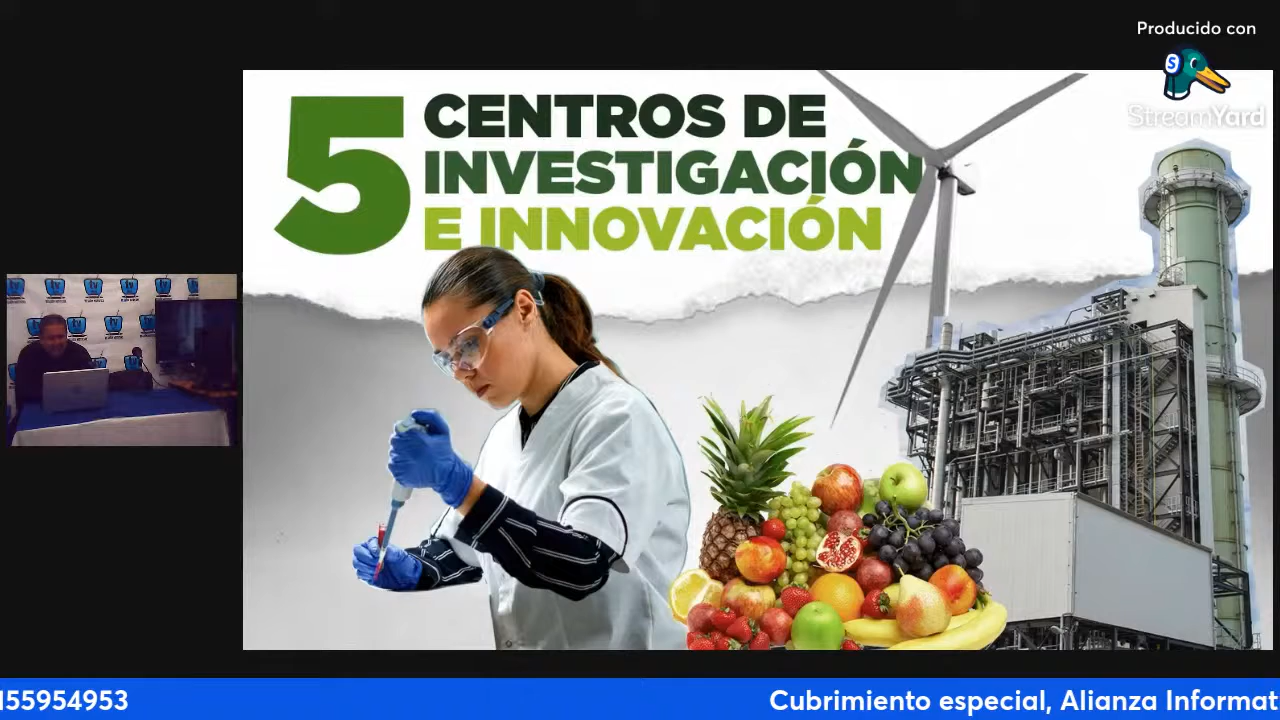 Producido con
S
StreamYard
5 CENTROS DE
INVESTIGACIÓN
E INNOVACIÓN
155954953
Cubrimiento especial, Alianza Informat